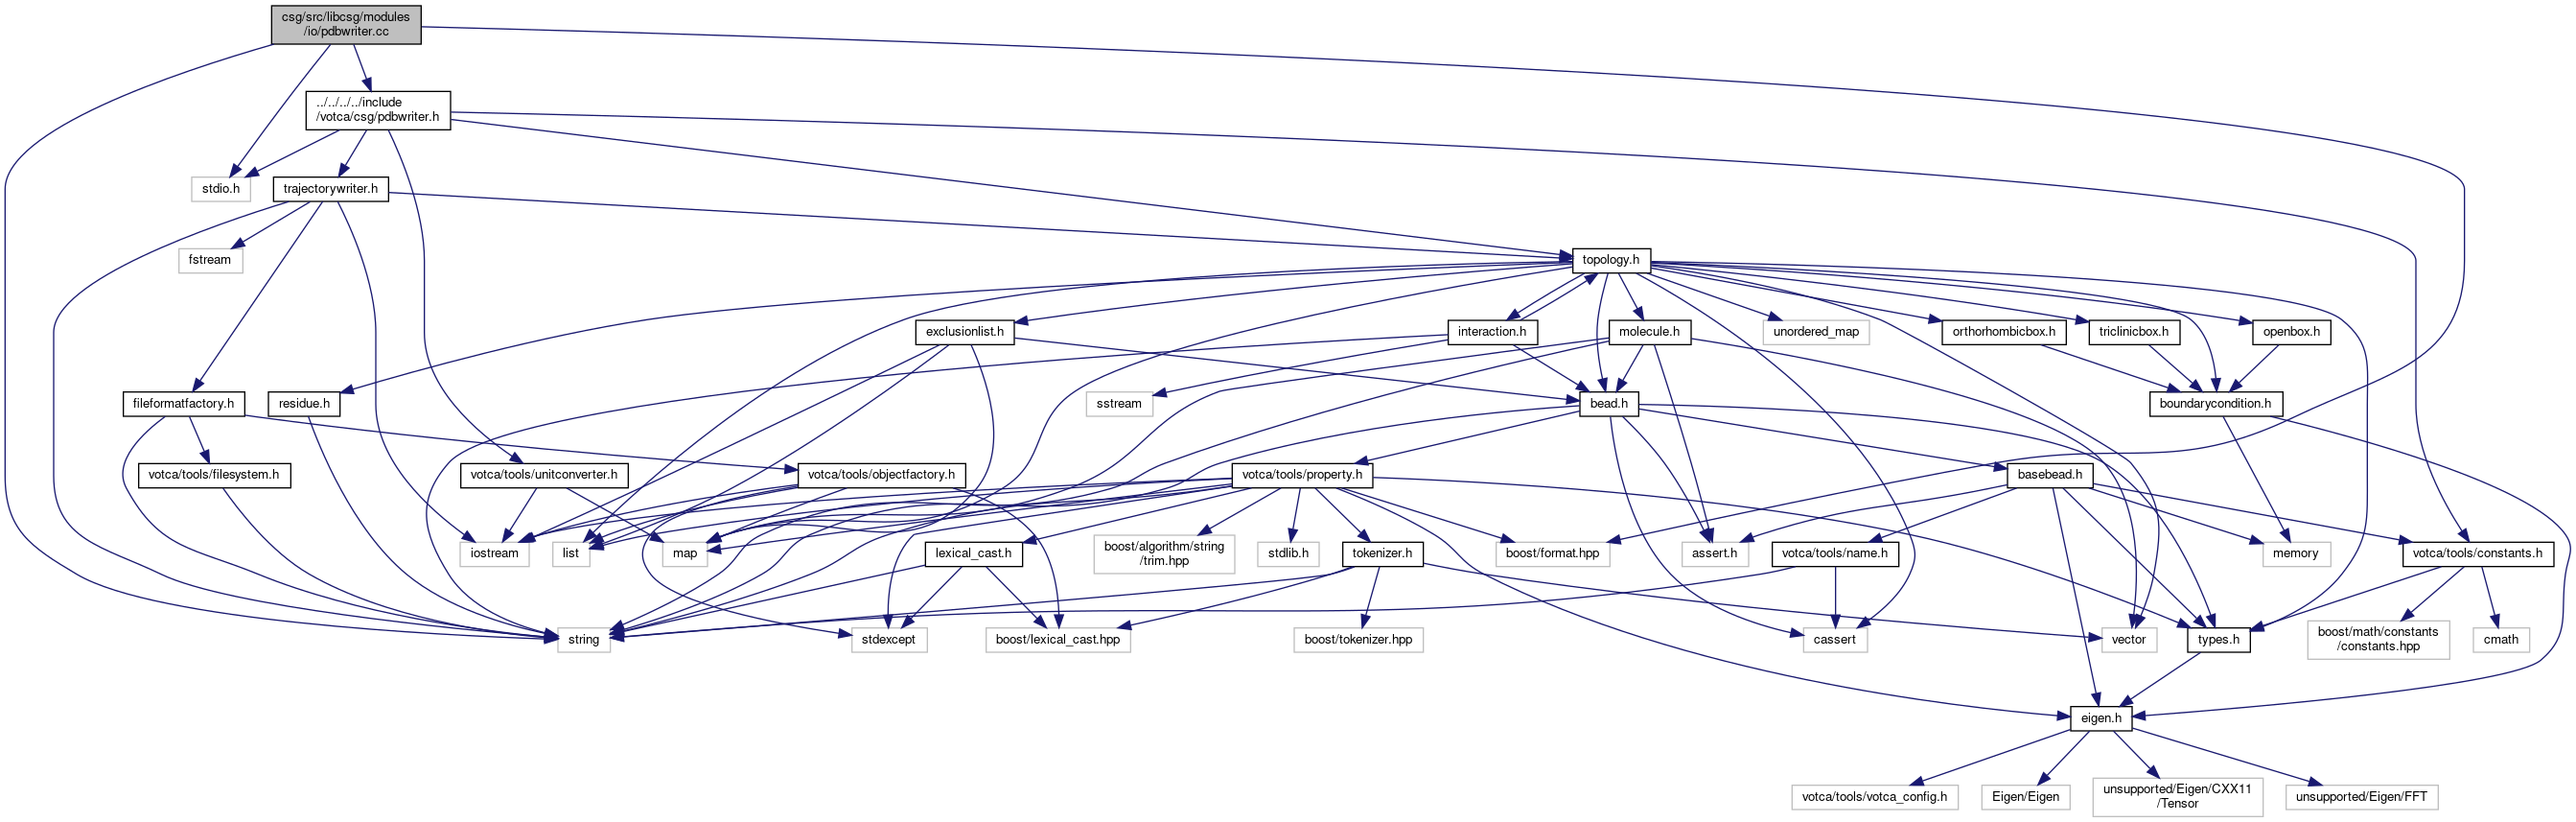 csg/src/libcsg/modules
/io/pdbwriter.cc
../../../../include
/votca/csg/pdbwriter.h
stdio.h
trajectorywriter.h
fstream
topology.h
exclusionlist.h
interaction.h
molecule.h
unordered_map
orthorhombicbox.h
triclinicbox.h
openbox.h
fileformatfactory.h
residue.h
sstream
bead.h
boundarycondition.h
votca/tools/filesystem.h
votca/tools/unitconverter.h
votca/tools/objectfactory.h
votca/tools/property.h
basebead.h
iostream
list
map
lexical_cast.h
boost/algorithm/string
/trim.hpp
stdlib.h
tokenizer.h
boost/format.hpp
assert.h
votca/tools/name.h
memory
votca/tools/constants.h
string
stdexcept
boost/lexical_cast.hpp
boost/tokenizer.hpp
cassert
vector
types.h
boost/math/constants
/constants.hpp
cmath
eigen.h
votca/tools/votca_config.h
Eigen/Eigen
unsupported/Eigen/CXX11
/Tensor
unsupported/Eigen/FFT